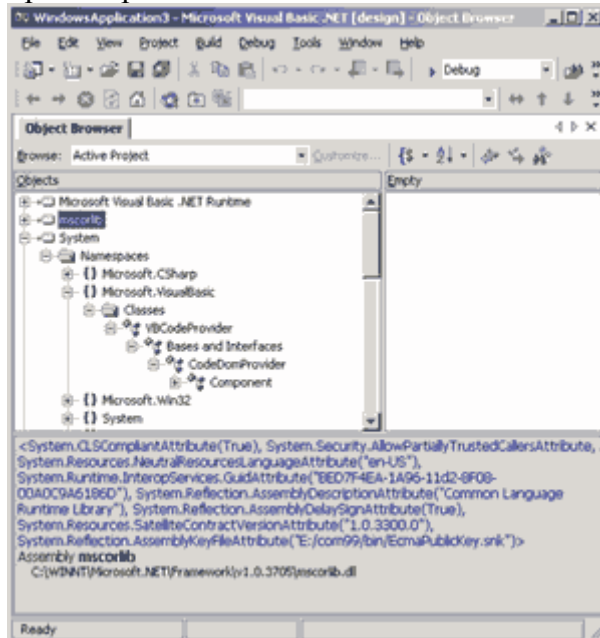 WindowsApplication3 - Microsoft Visual Basic .NET [design] - [Object Browser]
File Edit View Project Build Debug Tools Window Help
Debug
Object Browser
Browse: Active Project Customize...
Objects Empty
Microsoft Visual Basic .NET Runtime
mscorlib
System
Namespaces
{} Microsoft.CSharp
{} Microsoft.VisualBasic
Classes
VBCodeProvider
Bases and Interfaces
CodeDomProvider
Component
{} Microsoft.Win32
{} System
<System.CLSCompliantAttribute(True), System.Security.AllowPartiallyTrustedCallersAttribute,
System.Resources.NeutralResourcesLanguageAttribute("en-US"),
System.Runtime.InteropServices.GuidAttribute("BED7F4EA-1A96-11d2-8F08-
00A0C9A6186D"), System.Reflection.AssemblyDescriptionAttribute("Common Language
Runtime Library"), System.Reflection.AssemblyDelaySignAttribute(True),
System.Resources.SatelliteContractVersionAttribute("1.0.3300.0"),
System.Reflection.AssemblyKeyFileAttribute("E:/com99/bin/EcmaPublicKey.snk")>
Assembly mscorlib
C:\WINNT\Microsoft.NET\Framework\v1.0.3705\mscorlib.dll
Ready